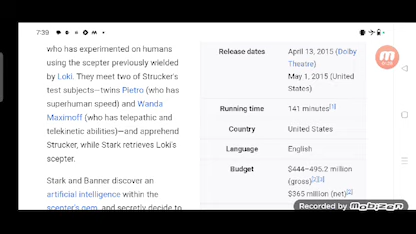 7:39
who has experimented on humans
using the scepter previously wielded
by Loki. They meet two of Strucker's
test subjects--twins Pietro (who has
superhuman speed) and Wanda
Maximoff (who has telepathic and
telekinetic abilities)—and apprehend
Strucker, while Stark retrieves Loki's
scepter.
Stark and Banner discover an
artificial intelligence within the
scepter's gem, and secretly decide to
Release dates
April 13, 2015 (Dolby
Theatre)
May 1, 2015 (United
States)
Running time
141 minutes[1]
Country
United States
Language
English
Budget
$444–495.2 million
(gross)
$365 million (net)
Recorded by mobizen